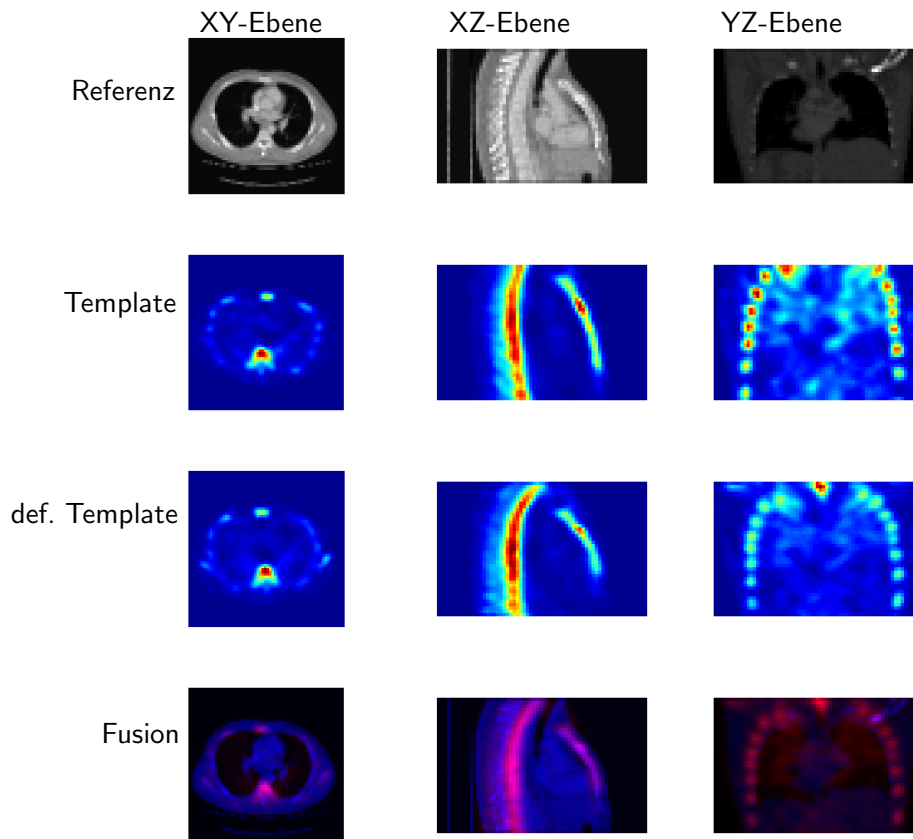 XY-Ebene XZ-Ebene YZ-Ebene
Referenz
Template
def. Template
Fusion